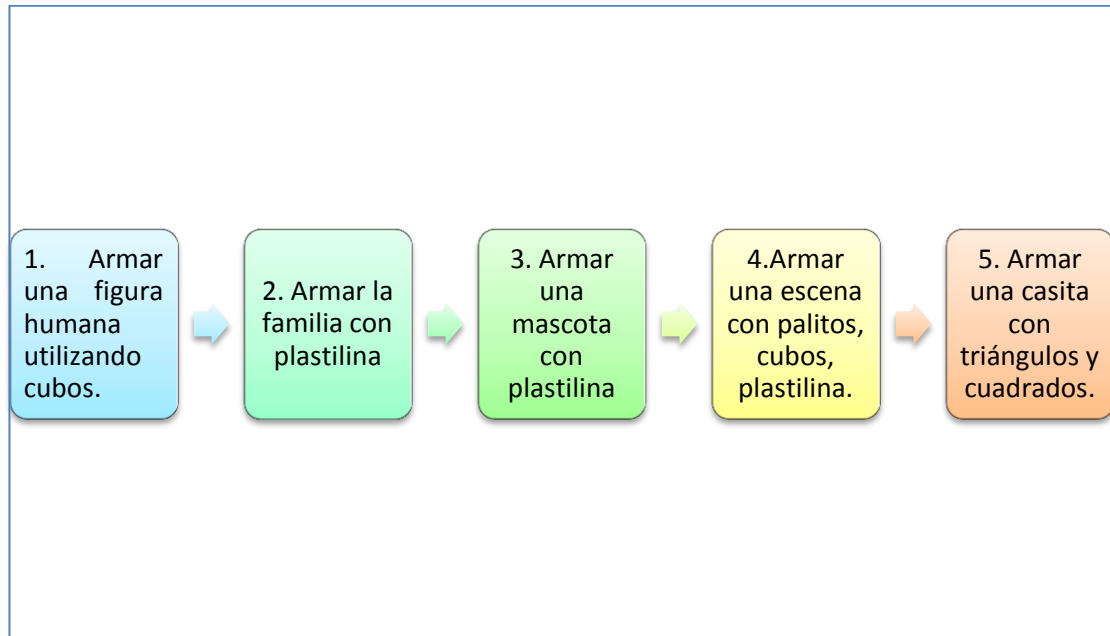 1. Armar
una figura
humana
utilizando
cubos.
2. Armar la
familia con
plastilina
3. Armar
una
mascota
con
plastilina
4.Armar
una escena
con palitos,
cubos,
plastilina.
5. Armar
una casita
con
triángulos y
cuadrados.